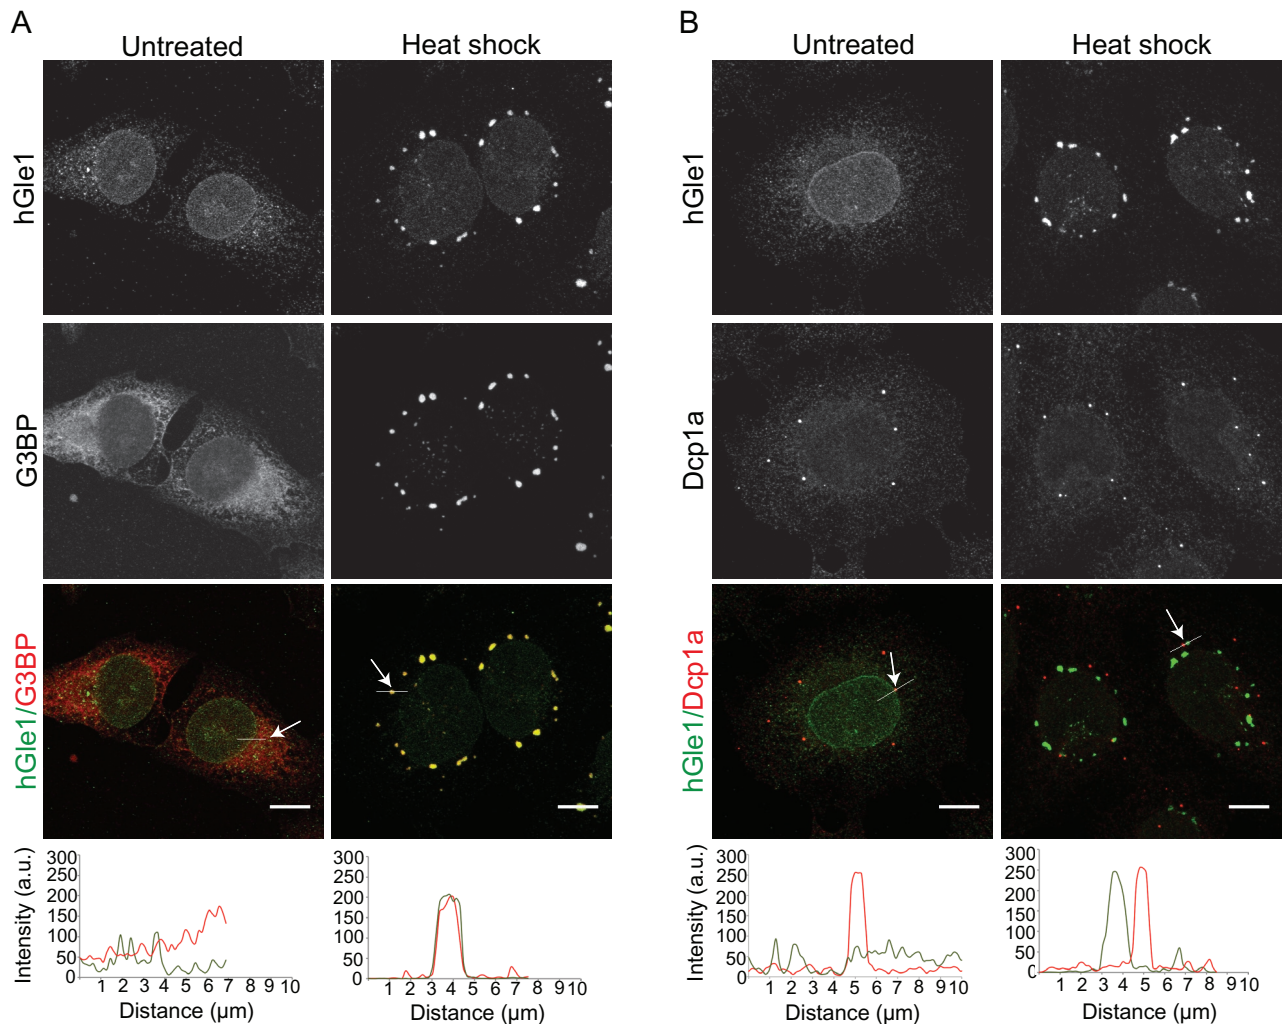 A
B
Untreated
Heat shock
Untreated
Heat shock
hGle1
hGle1
G3BP
Dcp1a
hGle1/G3BP
hGle1/Dcp1a
Intensity (a.u.)
300
250
200
150
100
50
0
1 2 3 4 5 6 7 8 9 10
Distance (µm)
300
250
200
150
100
50
0
1 2 3 4 5 6 7 8 9 10
Distance (µm)
Intensity (a.u.)
300
250
200
150
100
50
0
1 2 3 4 5 6 7 8 9 10
Distance (µm)
300
250
200
150
100
50
0
1 2 3 4 5 6 7 8 9 10
Distance (µm)